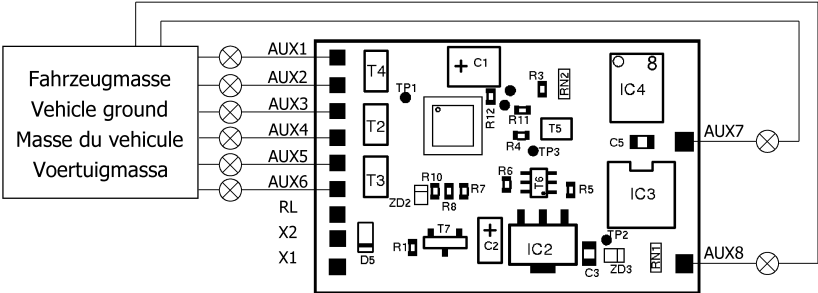 Fahrzeugmasse
Vehicle ground
Masse du vehicule
Voertuigmassa
AUX1
AUX2
AUX3
AUX4
AUX5
AUX6
RL
X2
X1
T4
T2
T3
TP1
C1
R12
R11
R3
RN2
R4
T5
TP3
IC4
8
C5
AUX7
R10
R8
R7
ZD2
R6
T6
R5
IC3
D5
R1
T7
C2
IC2
C3
TP2
ZD3
RN1
AUX8